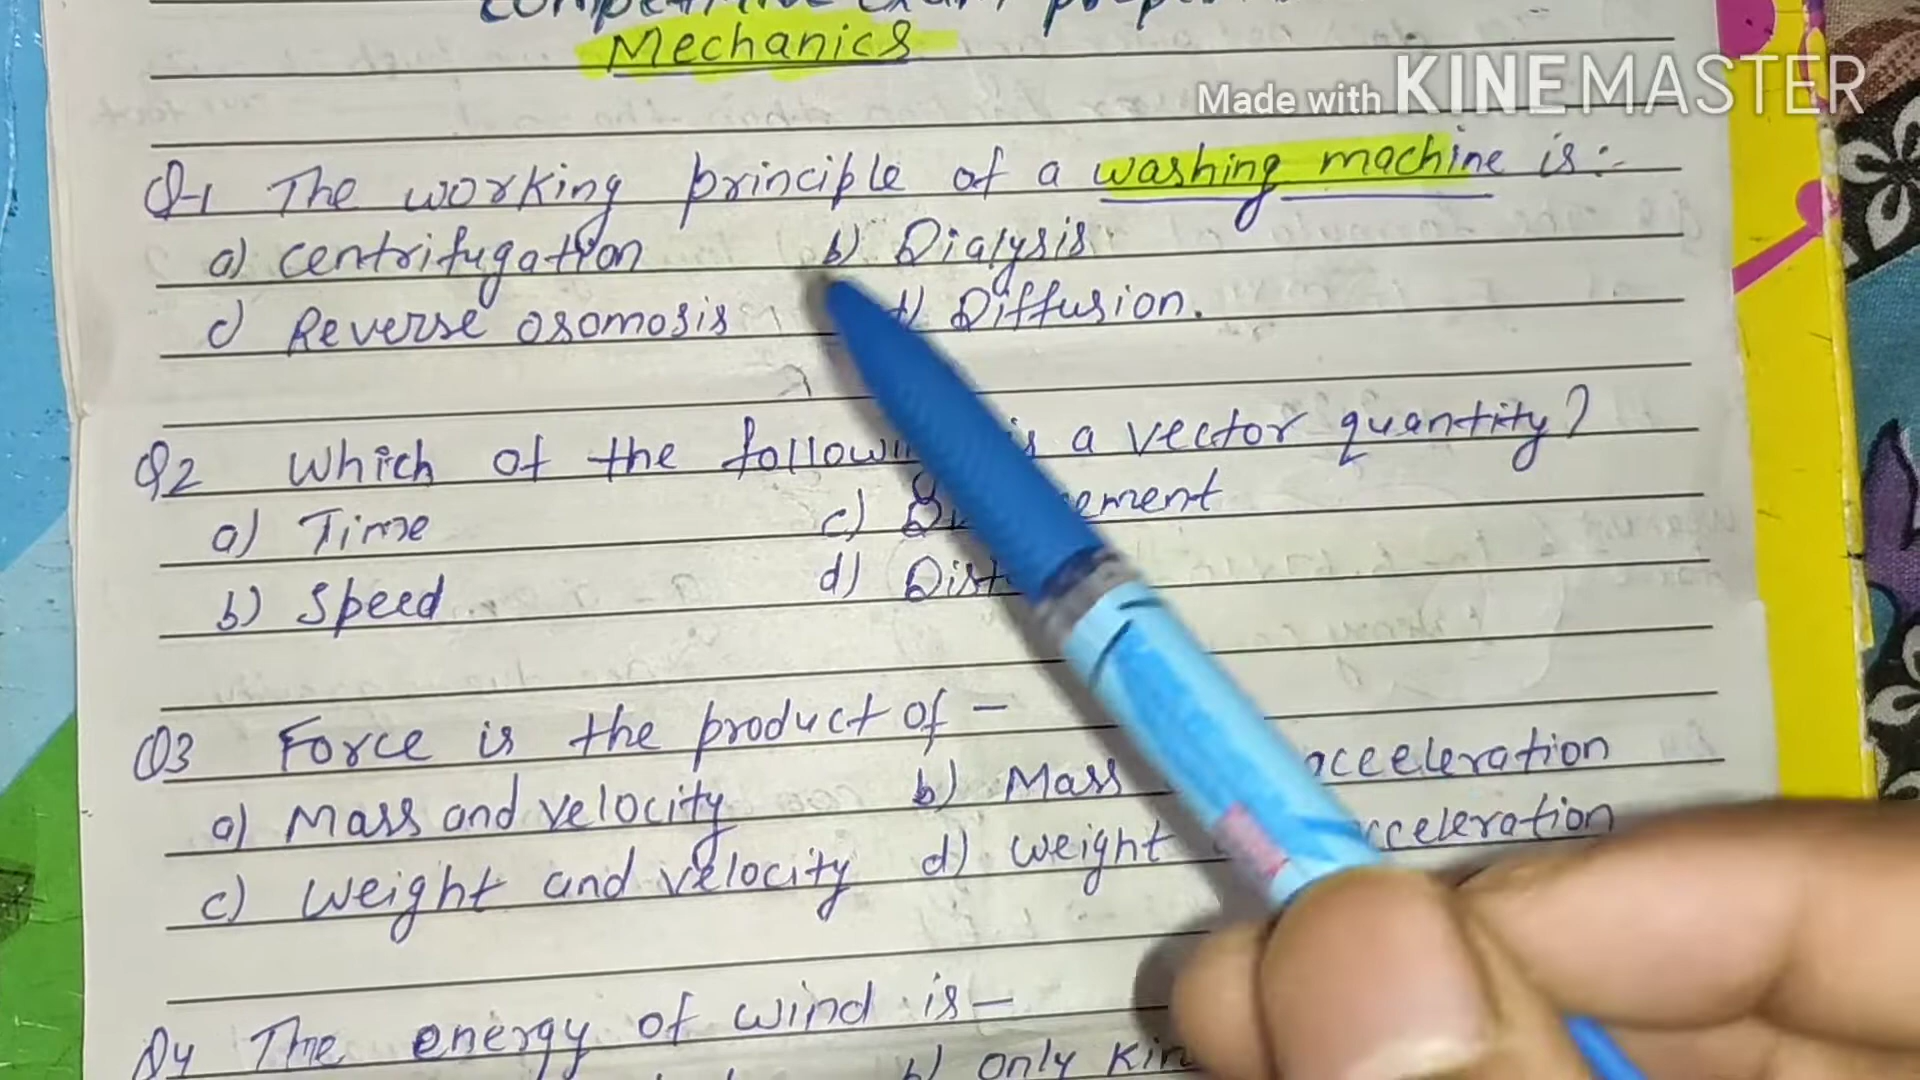 Mechanics
Made with KINEMASTER
Q-1 The working principle of a washing machine is:-
a) centrifugation b) Dialysis
c) Reverse osomosis d) Diffusion.
Q2 Which of the is a vector quantity?
a) Time c)
b) Speed d)
Q3 Force is the product of -
a) Mass and velocity b) Mass acceleration
c) Weight and velocity d) weight acceleration
Q4 The energy of wind is-
b) only